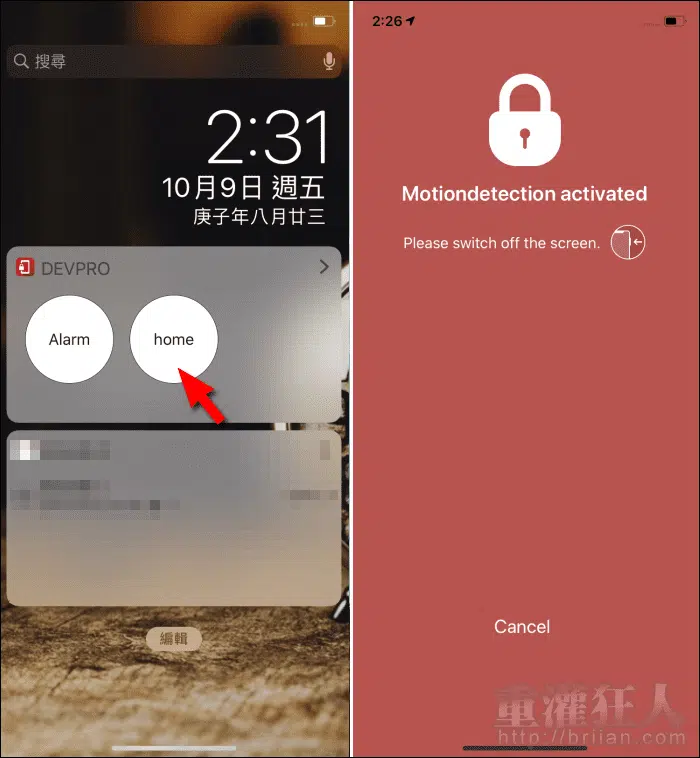 搜尋
2:31
10月9日 週五
庚子年八月廿三
DEVPRO
Alarm
home
編輯
2:26
Motiondetection activated
Please switch off the screen.
Cancel
重灌狂人
http://briian.com